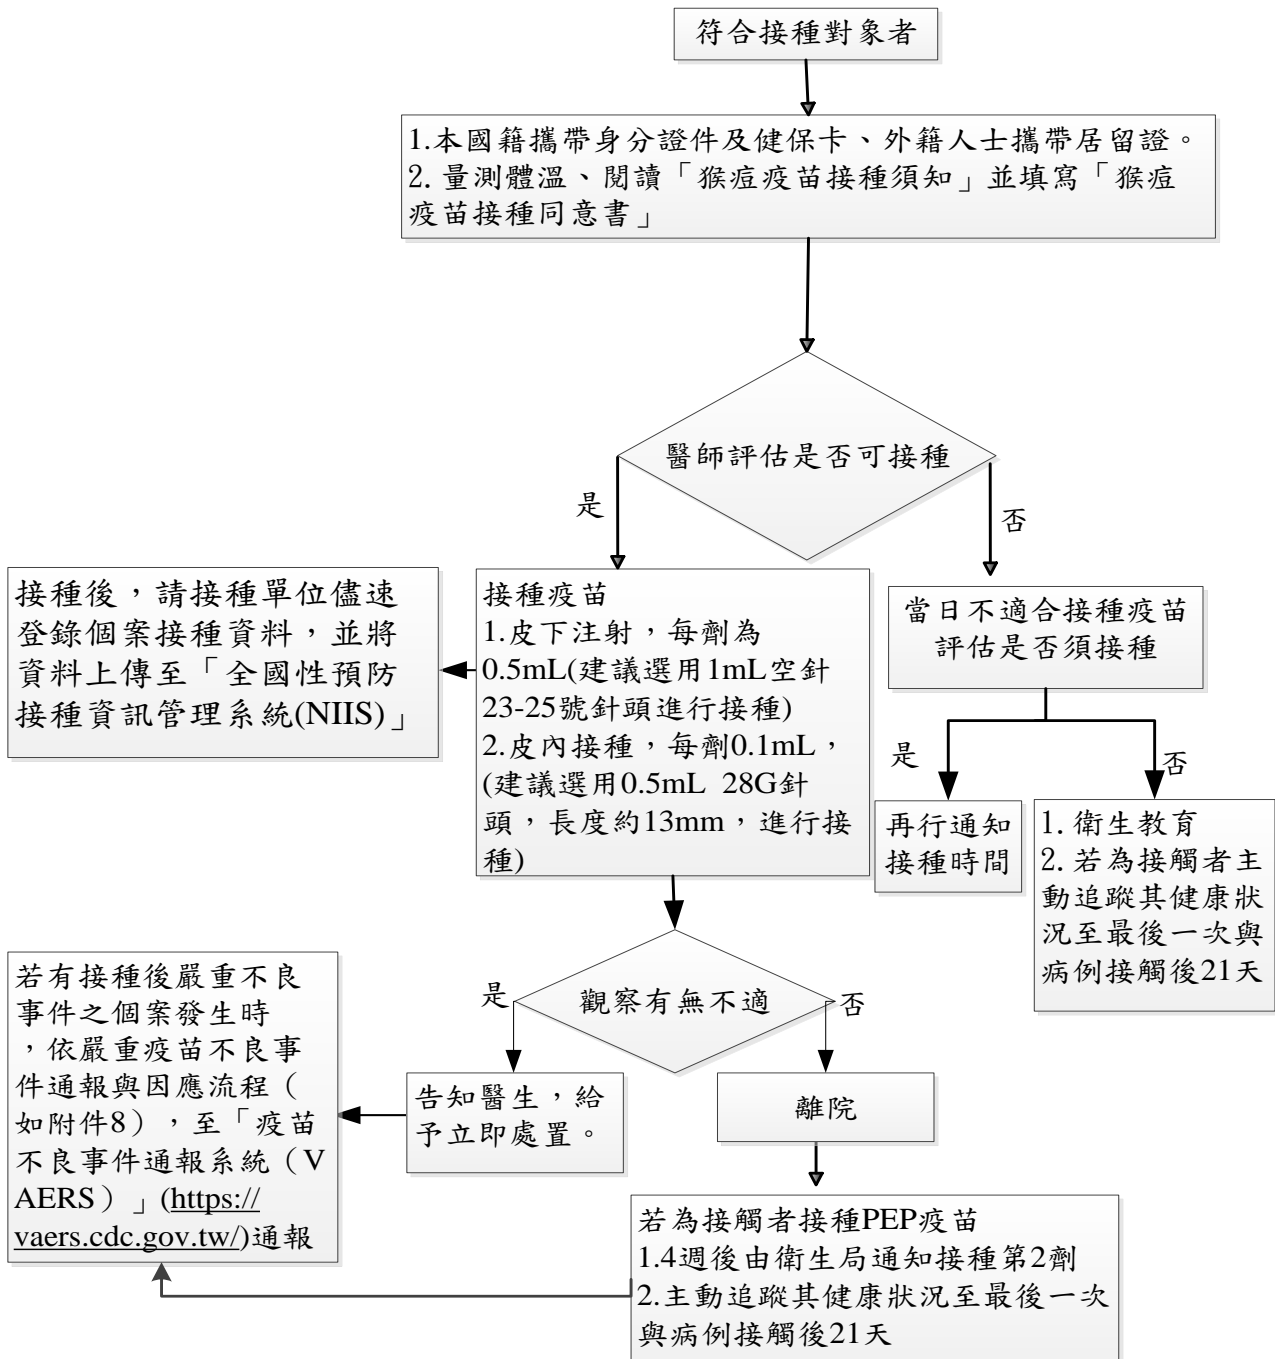 符合接種對象者
1.本國籍攜帶身分證件及健保卡、外籍人士攜帶居留證。
2. 量測體溫、閱讀「猴痘疫苗接種須知」並填寫「猴痘
疫苗接種同意書」
醫師評估是否可接種
是
否
接種後，請接種單位儘速
登錄個案接種資料，並將
資料上傳至「全國性預防
接種資訊管理系統(NIIS)」
接種疫苗
1.皮下注射，每劑為
0.5mL(建議選用1mL空針
23-25號針頭進行接種)
2.皮內接種，每劑0.1mL，
(建議選用0.5mL 28G針
頭，長度約13mm，進行接
種)
當日不適合接種疫苗
評估是否須接種
是
否
再行通知
接種時間
1. 衛生教育
2. 若為接觸者主
動追蹤其健康狀
況至最後一次與
病例接觸後21天
觀察有無不適
是
否
若有接種後嚴重不良
事件之個案發生時
，依嚴重疫苗不良事
件通報與因應流程（
如附件8），至「疫苗
不良事件通報系統（V
AERS）」(https://
vaers.cdc.gov.tw/)通報
告知醫生，給
予立即處置。
離院
若為接觸者接種PEP疫苗
1.4週後由衛生局通知接種第2劑
2.主動追蹤其健康狀況至最後一次
與病例接觸後21天